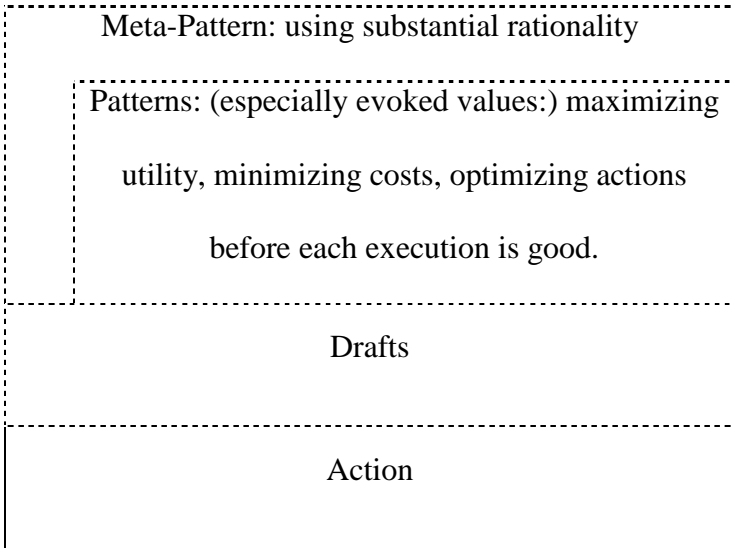 Meta-Pattern: using substantial rationality
Patterns: (especially evoked values:) maximizing
utility, minimizing costs, optimizing actions
before each execution is good.
Drafts
Action